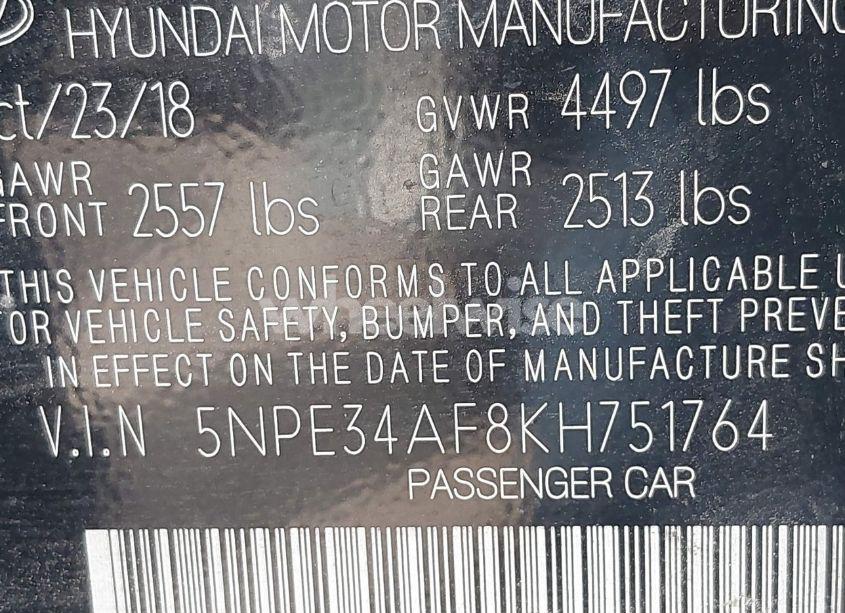 HYUNDAI MOTOR MANUFACTURING
ct/23/18 GVWR 4497 lbs
GAWR FRONT 2557 lbs GAWR REAR 2513 lbs
THIS VEHICLE CONFORMS TO ALL APPLICABLE U
OR VEHICLE SAFETY, BUMPER, AND THEFT PREVE
IN EFFECT ON THE DATE OF MANUFACTURE SH
V.I.N 5NPE34AF8KH751764
PASSENGER CAR